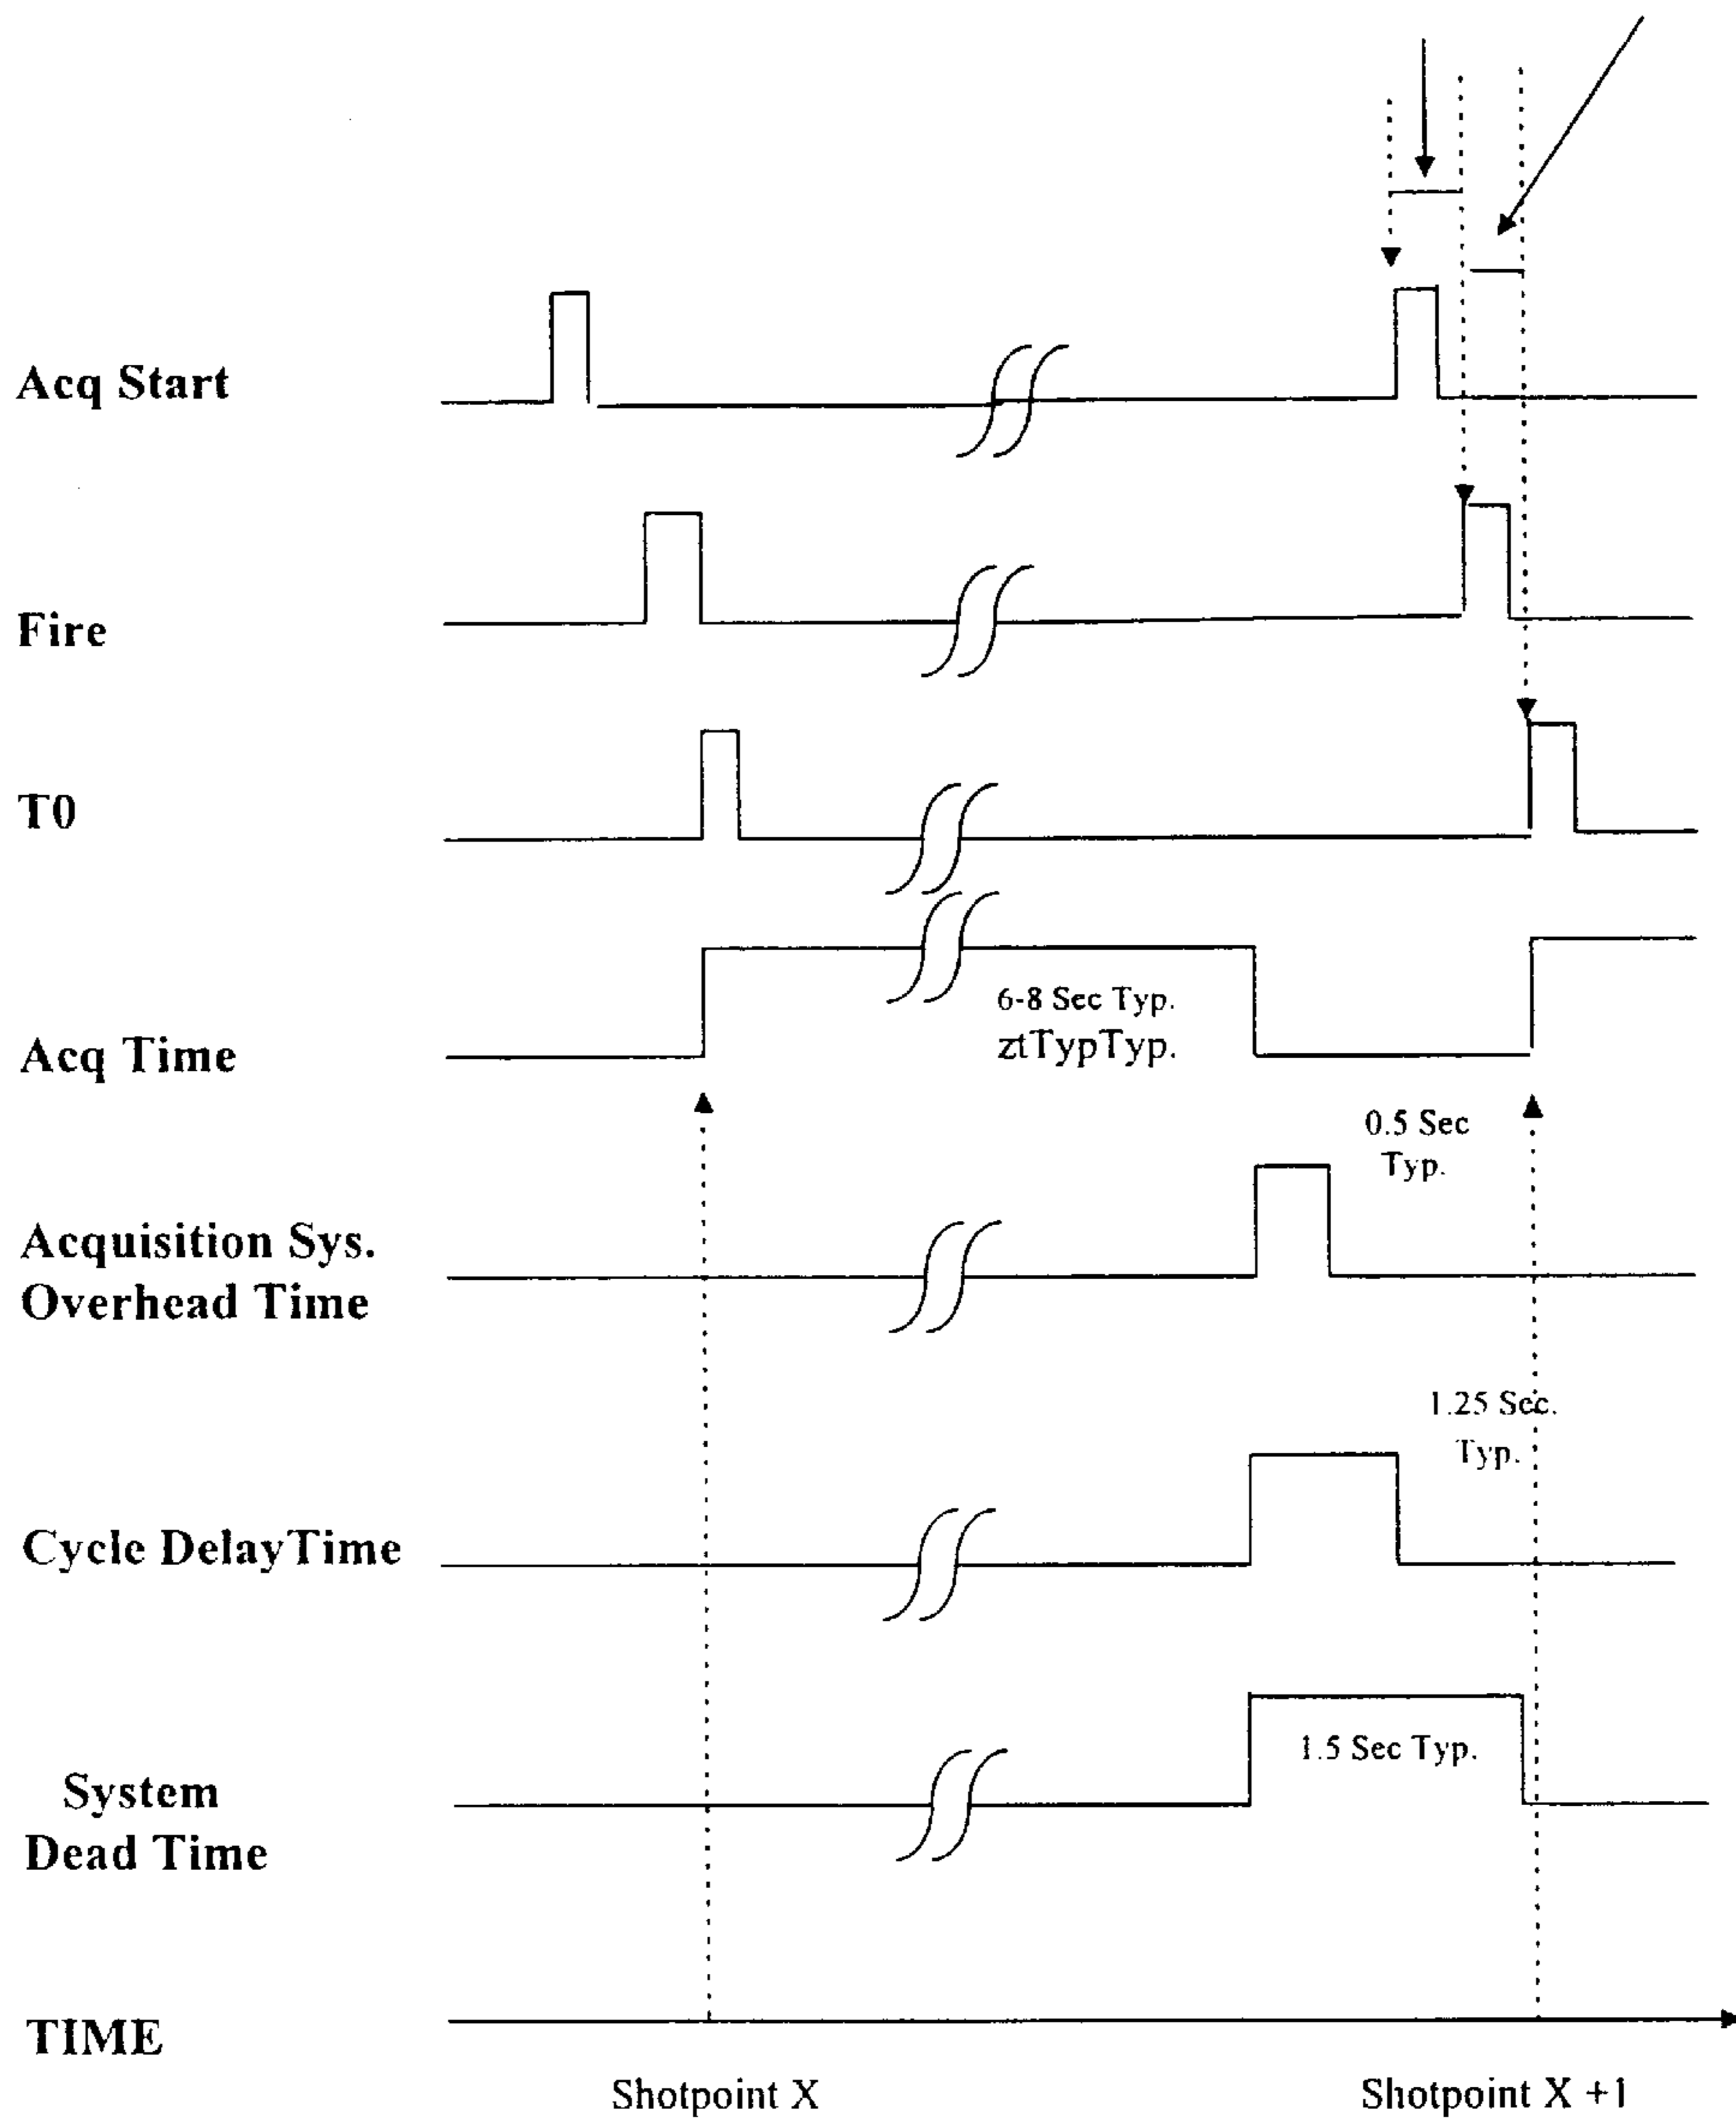 Acq Start
Fire
T0
6-8 Sec Typ.
ztTypTyp.
Acq Time
0.5 Sec
Typ.
Acquisition Sys.
Overhead Time
1.25 Sec.
Typ.
Cycle DelayTime
1.5 Sec Typ.
System
Dead Time
TIME
Shotpoint X
Shotpoint X +1